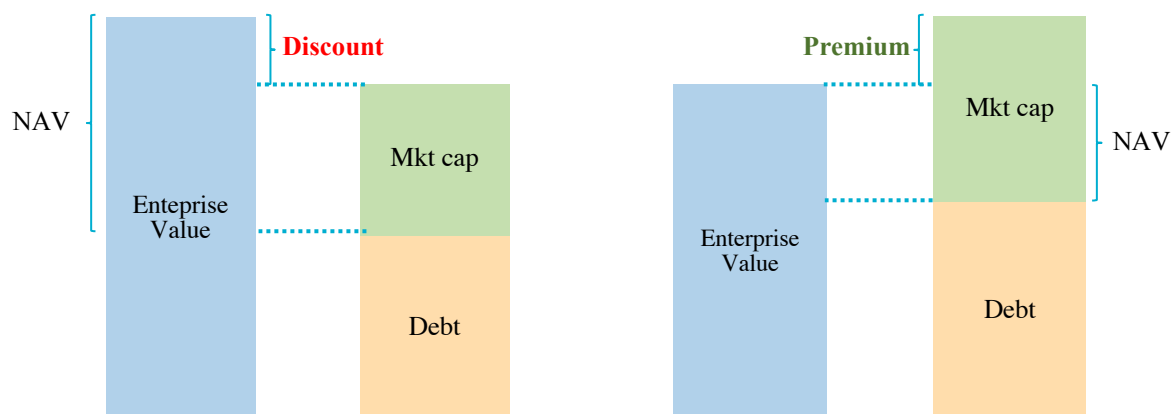 Discount
NAV
Mkt cap
Enteprise
Value
Debt
Premium
Mkt cap
NAV
Enterprise
Value
Debt